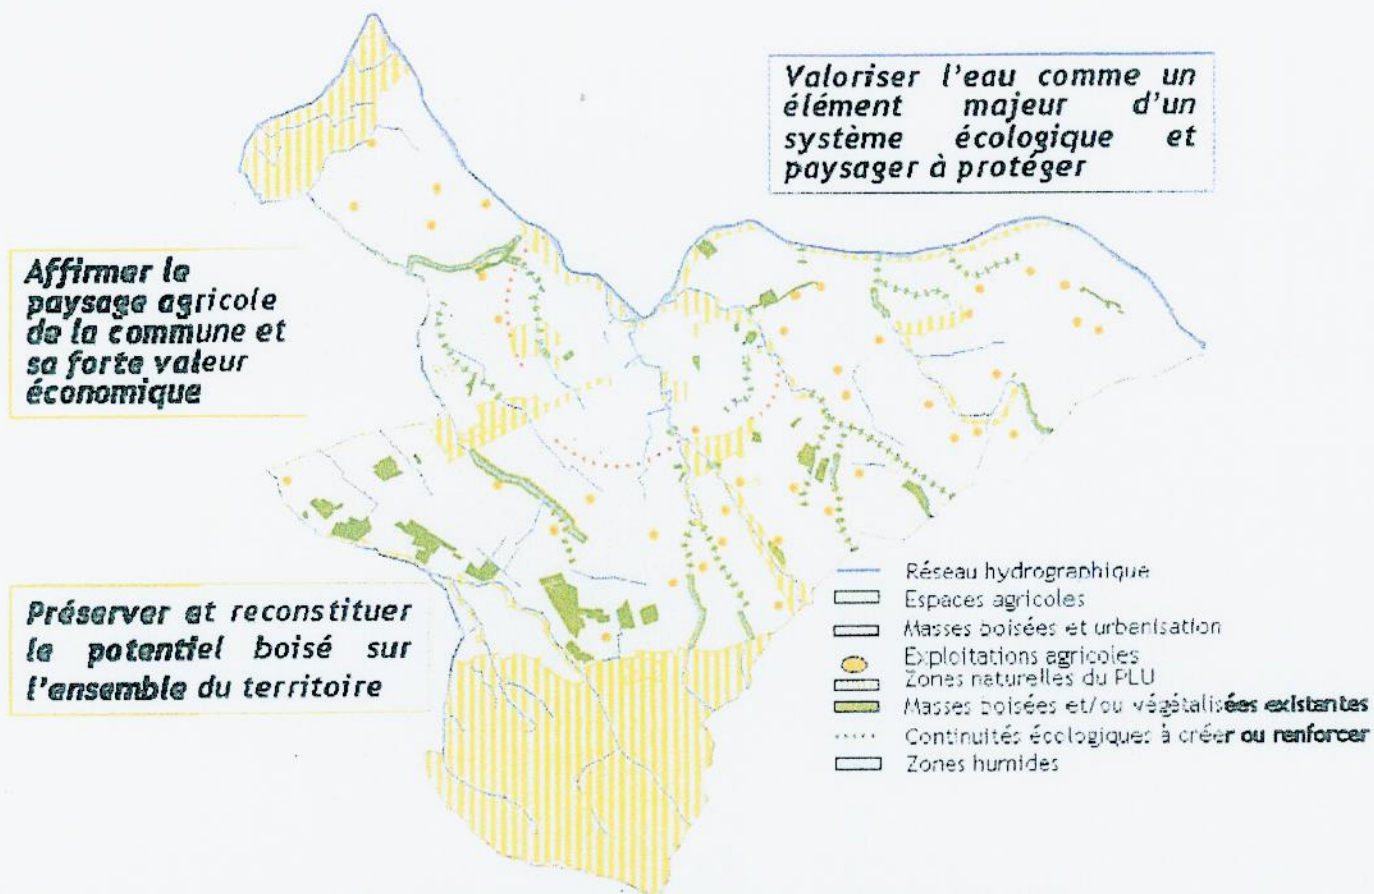 Valoriser l'eau comme un
élément majeur d'un
système écologique et
paysager à protéger
Affirmer le
paysage agricole
de la commune et
sa forte valeur
économique
Préserver et reconstituer
le potentiel boisé sur
l'ensemble du territoire
Réseau hydrographique
Espaces agricoles
Masses boisées et urbanisation
Exploitations agricoles
Zones naturelles du PLU
Masses boisées et/ou végétalisées existantes
Continuités écologiques à créer ou renforcer
Zones humides